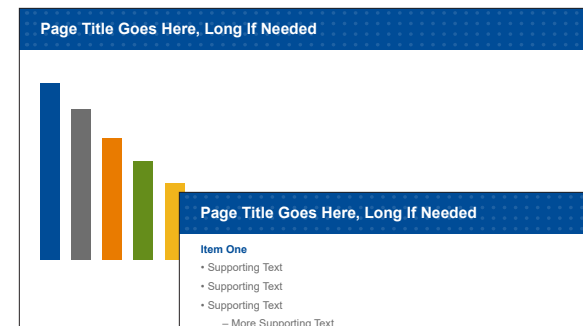 Page Title Goes Here, Long If Needed
Page Title Goes Here, Long If Needed
Item One
• Supporting Text
• Supporting Text
• Supporting Text
– More Supporting Text